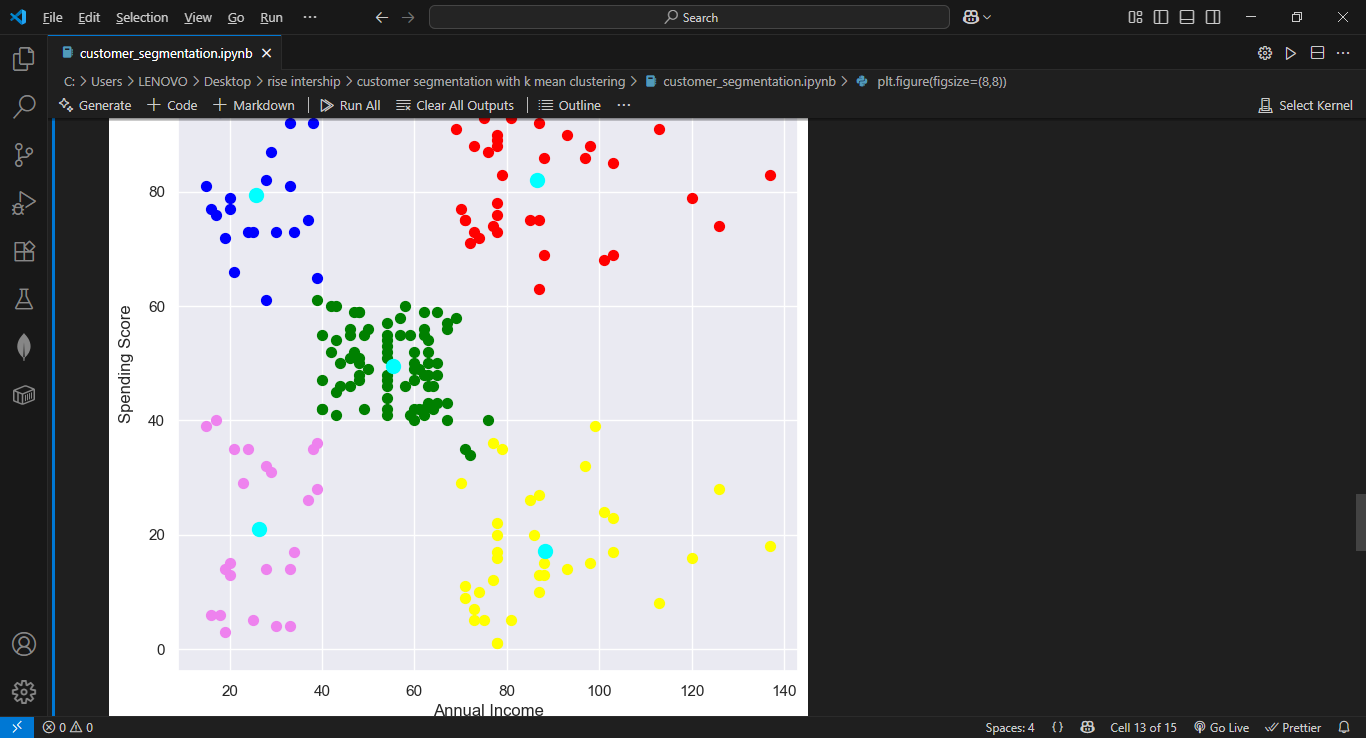 File Edit Selection View Go Run ··· Search
customer_segmentation.ipynb
C: > Users > LENOVO > Desktop > rise intership > customer segmentation with k mean clustering > customer_segmentation.ipynb > plt.figure(figsize=(8,8))
Generate + Code + Markdown Run All Clear All Outputs Outline ··· Select Kernel
80
60
40
20
0
Spending Score
20 40 60 80 100 120 140
Annual Income
0 0 Spaces: 4 {} Cell 13 of 15 Go Live Prettier